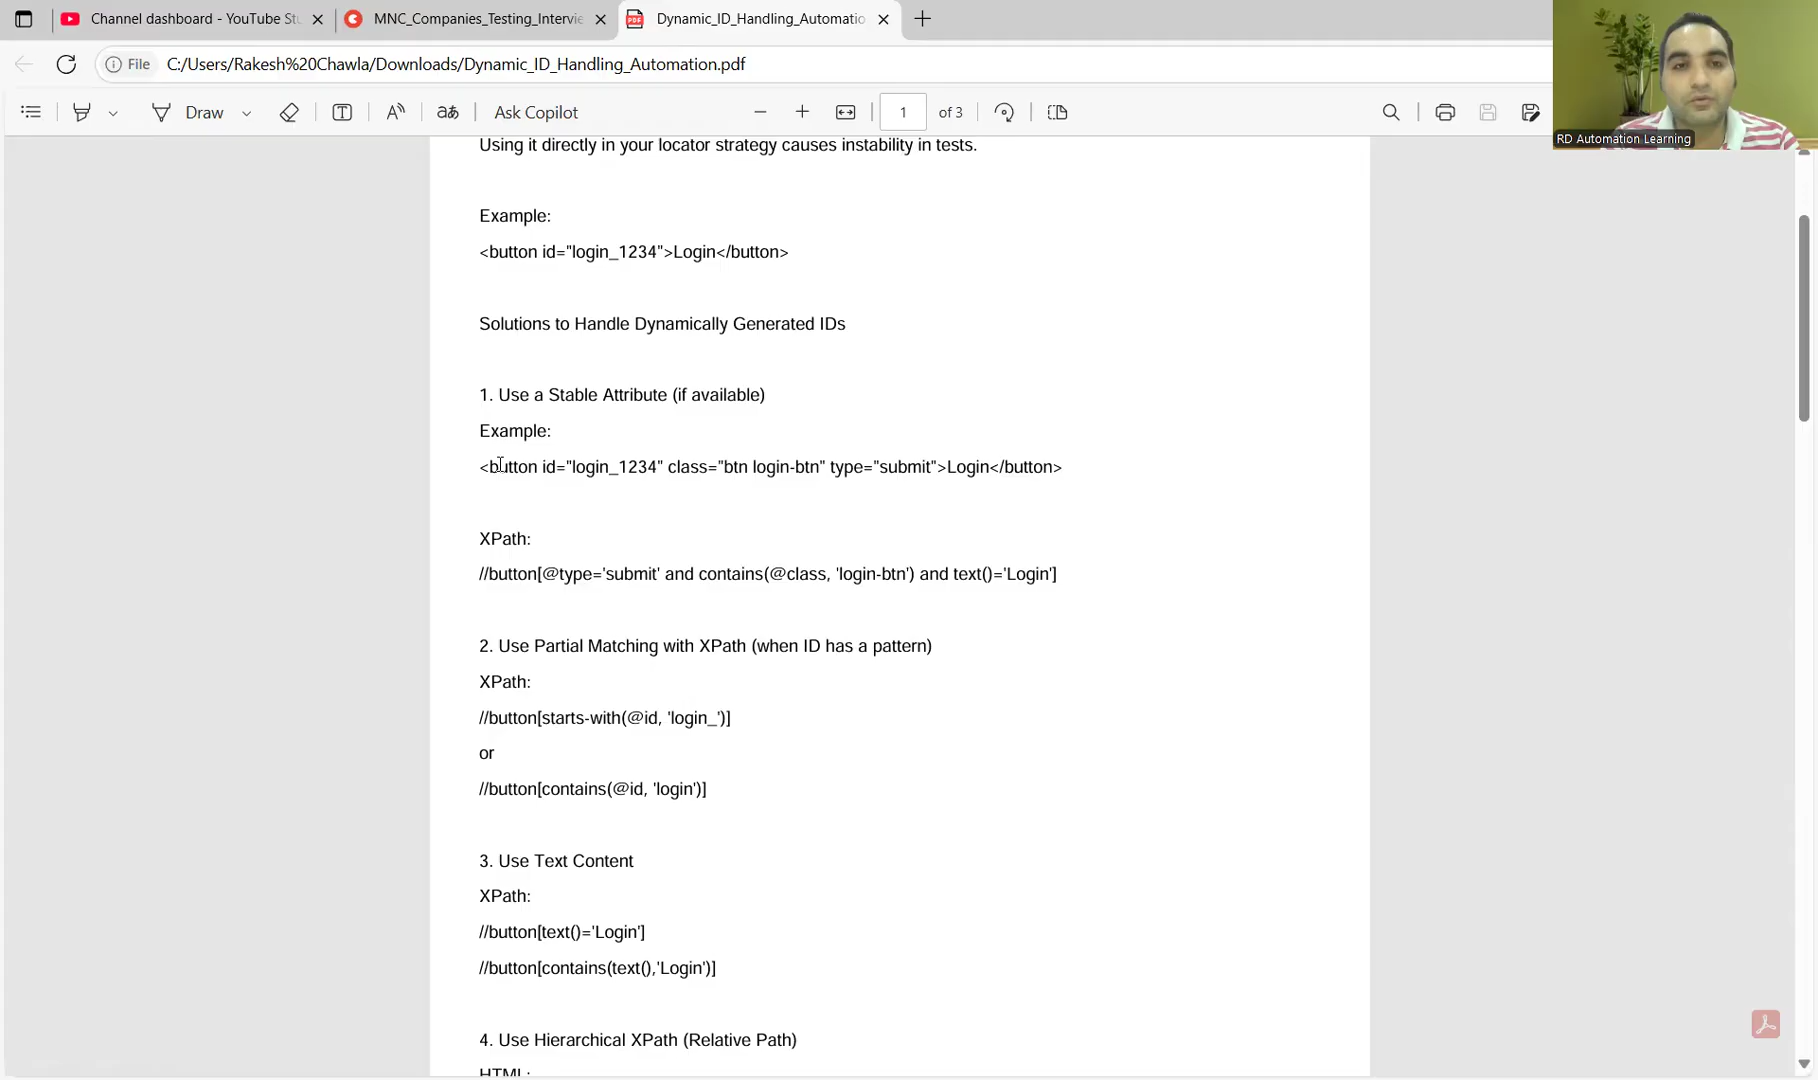 Channel dashboard - YouTube Stu
MNC_Companies_Testing_Intervie
Dynamic_ID_Handling_Automatio
File
C:/Users/Rakesh%20Chawla/Downloads/Dynamic_ID_Handling_Automation.pdf
Draw
Ask Copilot
1 of 3
RD Automation Learning
Using it directly in your locator strategy causes instability in tests.
Example:
<button id="login_1234">Login</button>
Solutions to Handle Dynamically Generated IDs
1. Use a Stable Attribute (if available)
Example:
<button id="login_1234" class="btn login-btn" type="submit">Login</button>
XPath:
//button[@type='submit' and contains(@class, 'login-btn') and text()='Login']
2. Use Partial Matching with XPath (when ID has a pattern)
XPath:
//button[starts-with(@id, 'login_')]
or
//button[contains(@id, 'login')]
3. Use Text Content
XPath:
//button[text()='Login']
//button[contains(text(),'Login')]
4. Use Hierarchical XPath (Relative Path)
HTML: